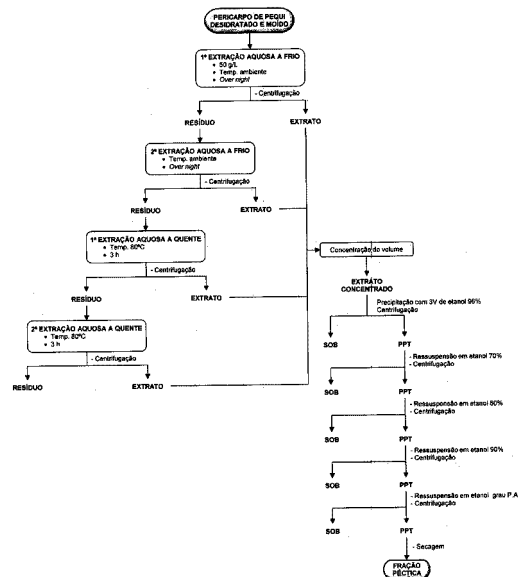 PERICARPO DE PEQUI
DESIDRATADO E MOÍDO
1ª EXTRAÇÃO AQUOSA A FRIO
• 50 g/L
• Temp. ambiente
• Over night
- Centrifugação
RESÍDUO
EXTRATO
2ª EXTRAÇÃO AQUOSA A FRIO
• Temp. ambiente
• Over night
- Centrifugação
RESÍDUO
EXTRATO
1ª EXTRAÇÃO AQUOSA A QUENTE
• Temp. 80ºC
• 3 h
- Centrifugação
RESÍDUO
EXTRATO
2ª EXTRAÇÃO AQUOSA A QUENTE
• Temp. 80ºC
• 3 h
- Centrifugação
RESÍDUO
EXTRATO
Concentração do volume
EXTRATO
CONCENTRADO
Precipitação com 3V de etanol 96%
Centrifugação
SOB
PPT
- Ressuspensão em etanol 70%
- Centrifugação
SOB
PPT
- Ressuspensão em etanol 80%
- Centrifugação
SOB
PPT
- Ressuspensão em etanol 90%
- Centrifugação
SOB
PPT
- Ressuspensão em etanol grau P.A
- Centrifugação
SOB
PPT
- Secagem
FRAÇÃO
PÉCTICA